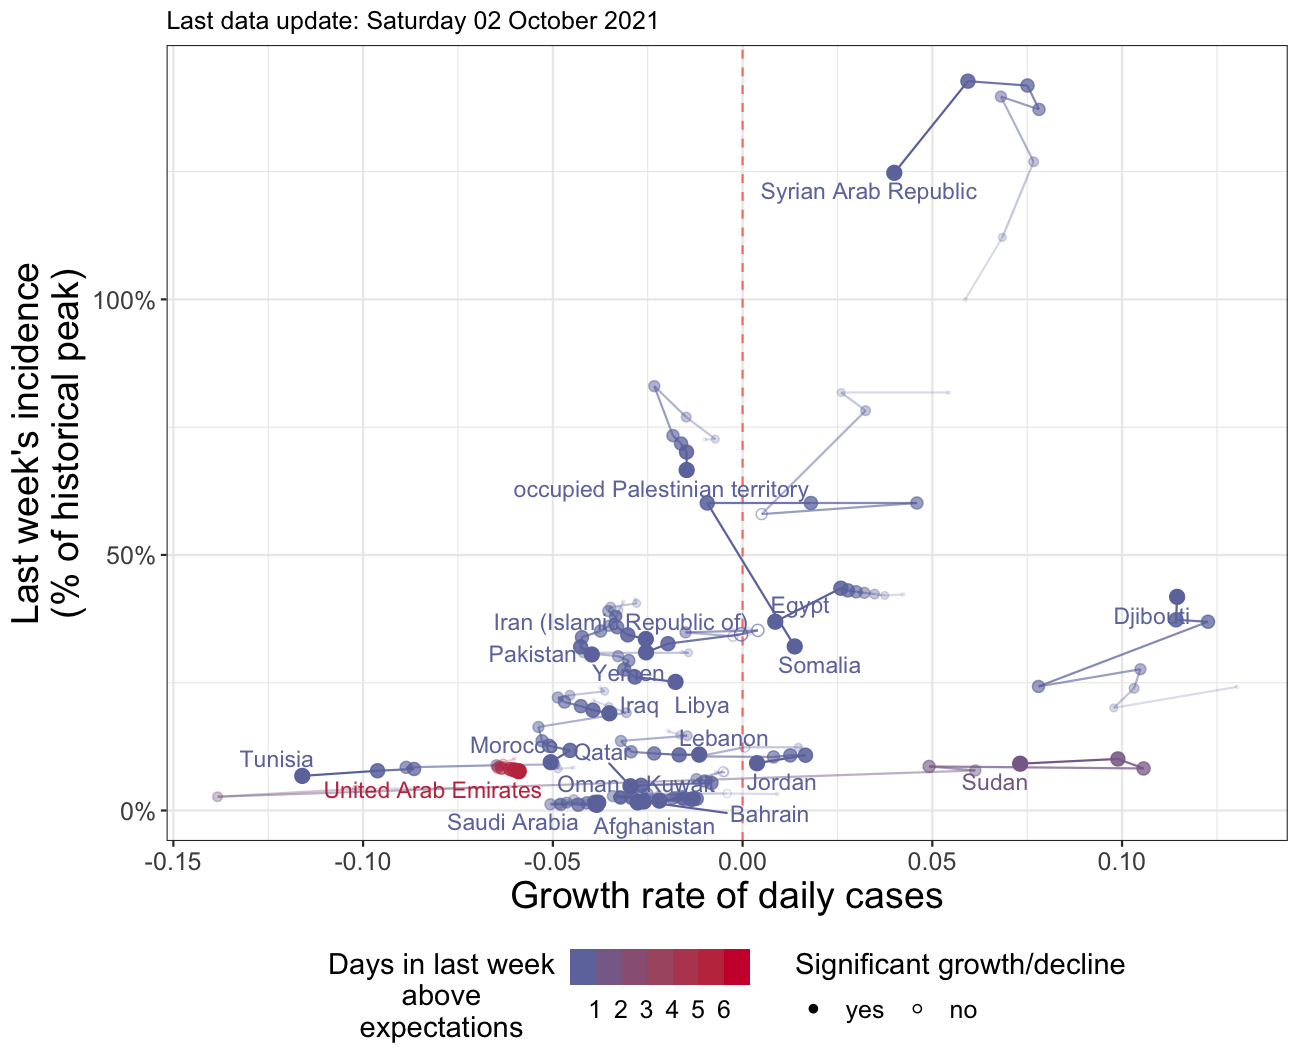 Last data update: Saturday 02 October 2021
Last week's incidence
(% of historical peak)
100%
50%
0%
Syrian Arab Republic
occupied Palestinian territory
Egypt
Djibouti
Iran (Islamic Republic of)
Pakistan
Somalia
Yemen
Iraq
Libya
Morocco
Qatar
Lebanon
Tunisia
United Arab Emirates
Oman
Kuwait
Jordan
Sudan
Saudi Arabia
Afghanistan
Bahrain
-0.15
-0.10
-0.05
0.00
0.05
0.10
Growth rate of daily cases
Days in last week
above
expectations
1 2 3 4 5 6
Significant growth/decline
yes
no